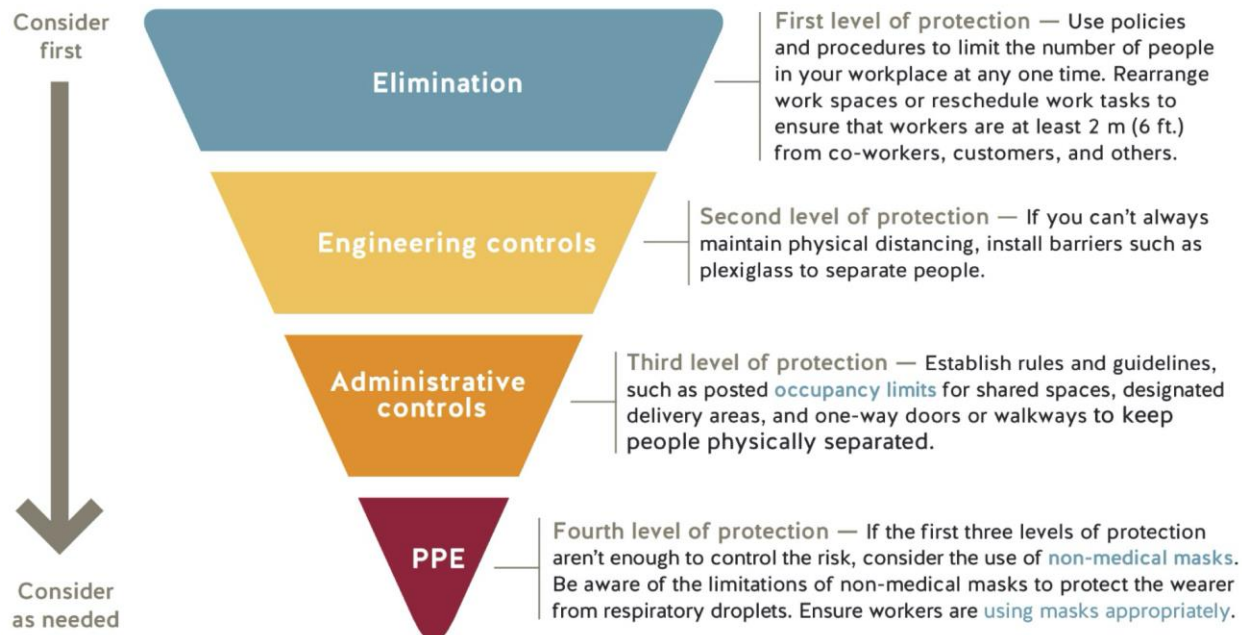 Consider
first
Elimination
First level of protection — Use policies
and procedures to limit the number of people
in your workplace at any one time. Rearrange
work spaces or reschedule work tasks to
ensure that workers are at least 2 m (6 ft.)
from co-workers, customers, and others.
Engineering controls
Second level of protection — If you can't always
maintain physical distancing, install barriers such as
plexiglass to separate people.
Administrative
controls
Third level of protection — Establish rules and guidelines,
such as posted occupancy limits for shared spaces, designated
delivery areas, and one-way doors or walkways to keep
people physically separated.
PPE
Fourth level of protection — If the first three levels of protection
aren't enough to control the risk, consider the use of non-medical masks.
Be aware of the limitations of non-medical masks to protect the wearer
from respiratory droplets. Ensure workers are using masks appropriately.
Consider
as needed